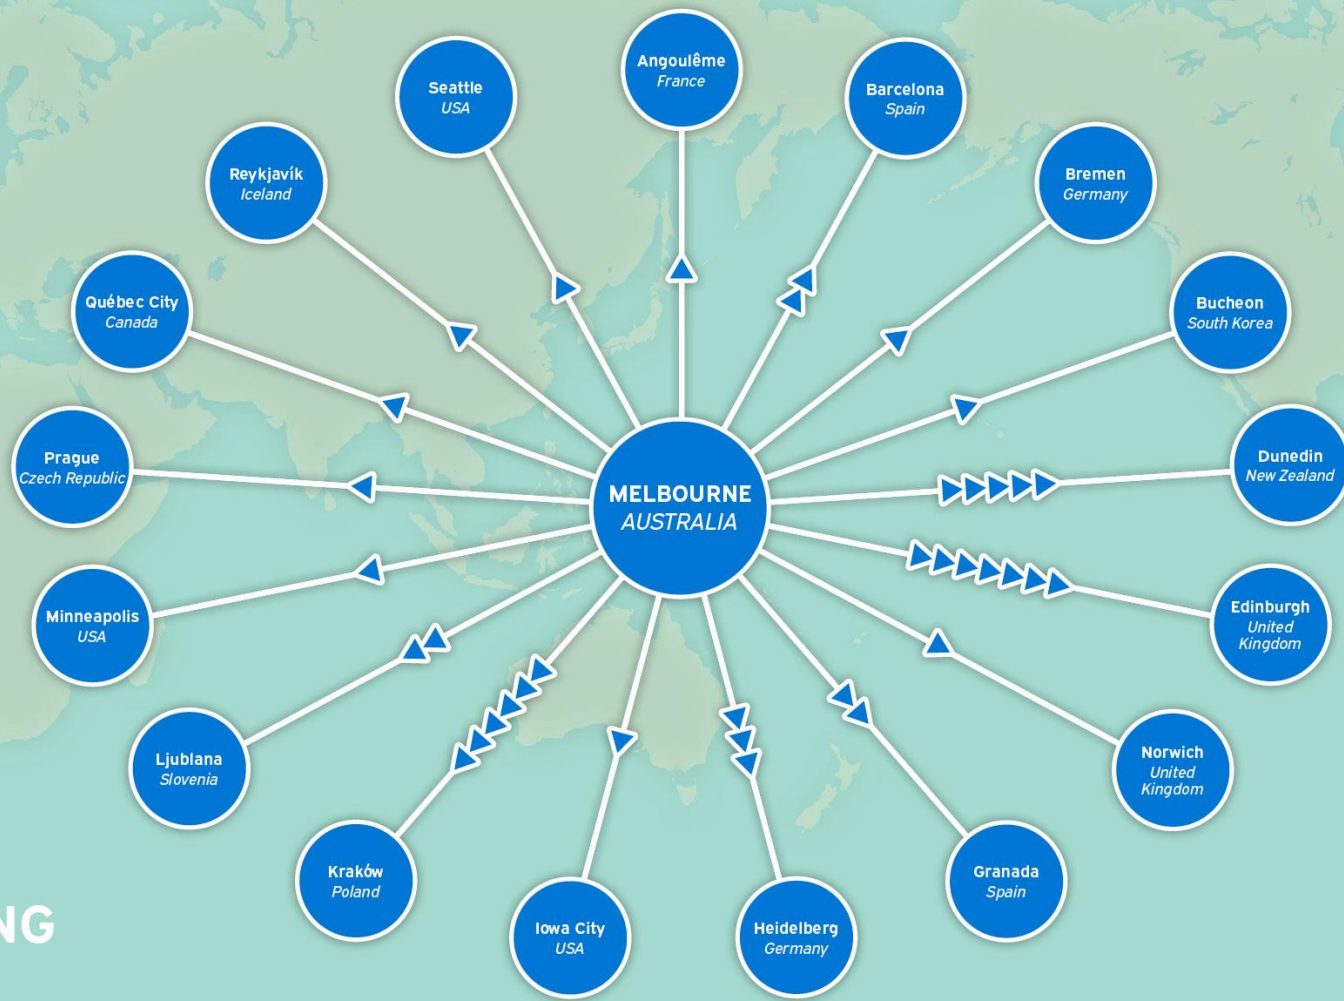 Angoulême
France
Seattle
USA
Barcelona
Spain
Reykjavík
Iceland
Bremen
Germany
Québec City
Canada
Bucheon
South Korea
Prague
Czech Republic
MELBOURNE
AUSTRALIA
Dunedin
New Zealand
Minneapolis
USA
Edinburgh
United
Kingdom
Ljublana
Slovenia
Norwich
United
Kingdom
Kraków
Poland
Granada
Spain
Iowa City
USA
Heidelberg
Germany